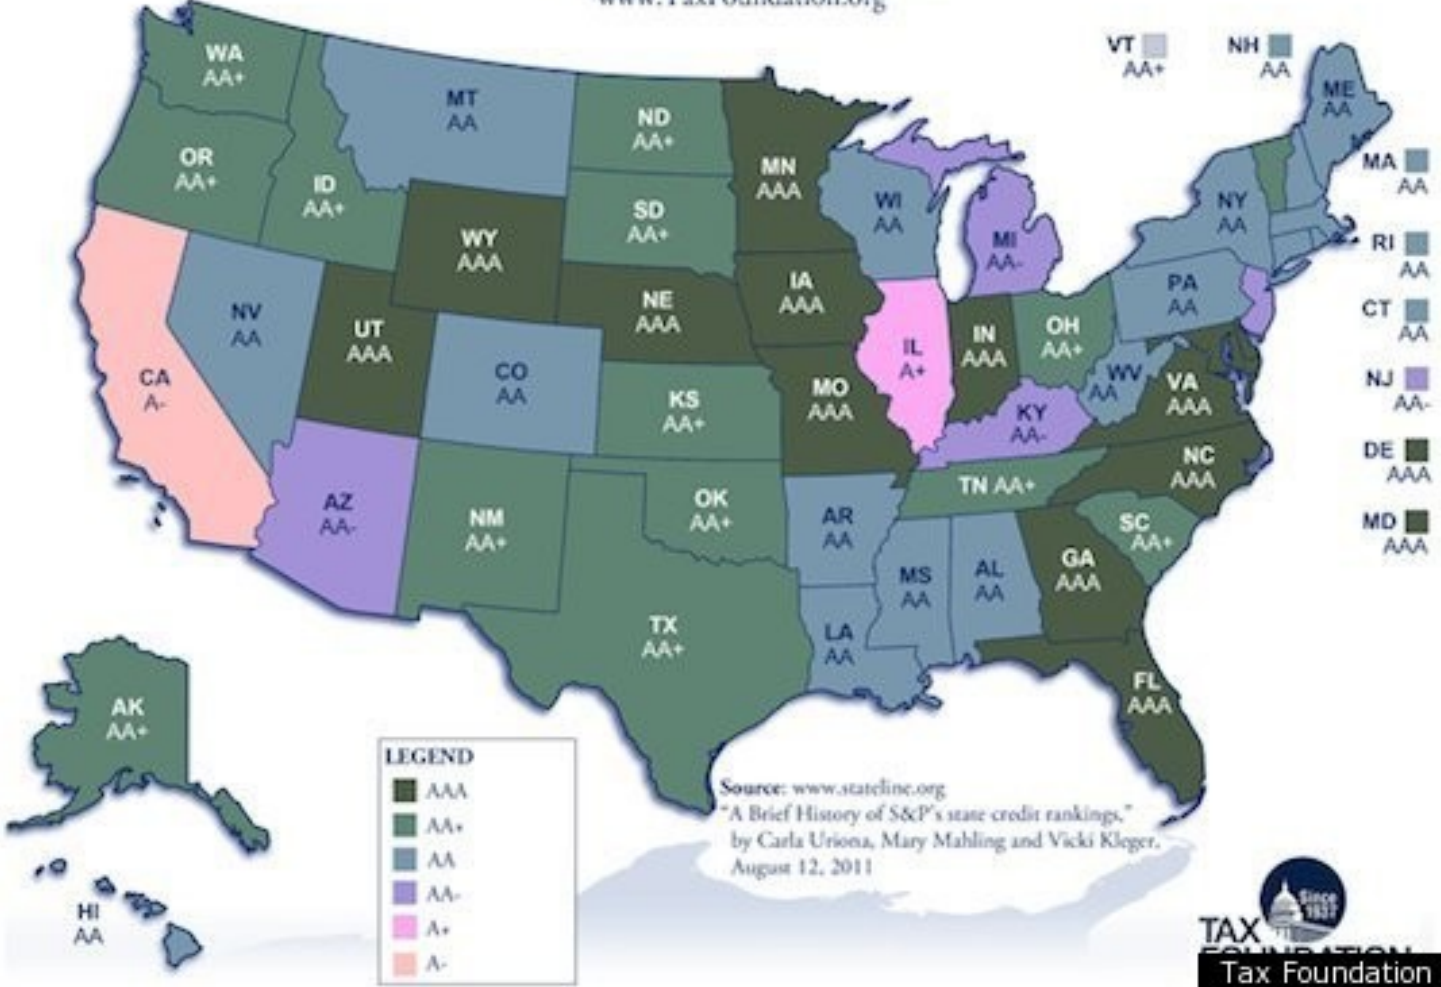 www.TaxFoundation.org
WA
AA+
OR
AA+
ID
AA+
MT
AA
ND
AA+
SD
AA+
WY
AAA
NE
AAA
MN
AAA
IA
AAA
WI
AA
MI
AA-
NV
AA
UT
AAA
CO
AA
CA
A-
KS
AA+
MO
AAA
IL
A+
IN
AAA
OH
AA+
KY
AA-
WV
AA
VA
AAA
PA
AA
NY
AA
ME
AA
VT
AA+
NH
AA
MA
AA
RI
AA
CT
AA
NJ
AA-
DE
AAA
MD
AAA
AZ
AA-
NM
AA+
OK
AA+
TX
AA+
AR
AA
LA
AA
MS
AA
AL
AA
TN AA+
NC
AAA
SC
AA+
GA
AAA
FL
AAA
AK
AA+
HI
AA
LEGEND
AAA
AA+
AA
AA-
A+
A-
Source: www.stateline.org
"A Brief History of S&P's state credit rankings,"
by Carla Uriona, Mary Mahling and Vicki Kleger,
August 12, 2011
Since
1937
TAX
FOUNDATION
Tax Foundation